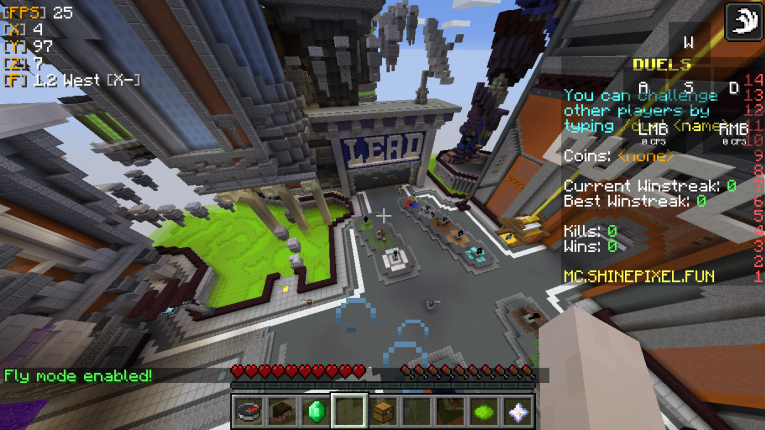 [FPS] 25
[X] 4
[Y] 97
[Z] 7
[F] 1.2 West [X-]
W
A S D
LMB
0 CPS
RMB
0 CPS
DUELS
You can challenge
other players by
typing <name>
Coins: <none>
Current Winstreak: 0
Best Winstreak: 0
Kills: 0
Wins: 0
MC.SHINEPIXEL.FUN
14
13
12
11
10
9
8
7
6
5
4
3
2
1
LEAD
Fly mode enabled!